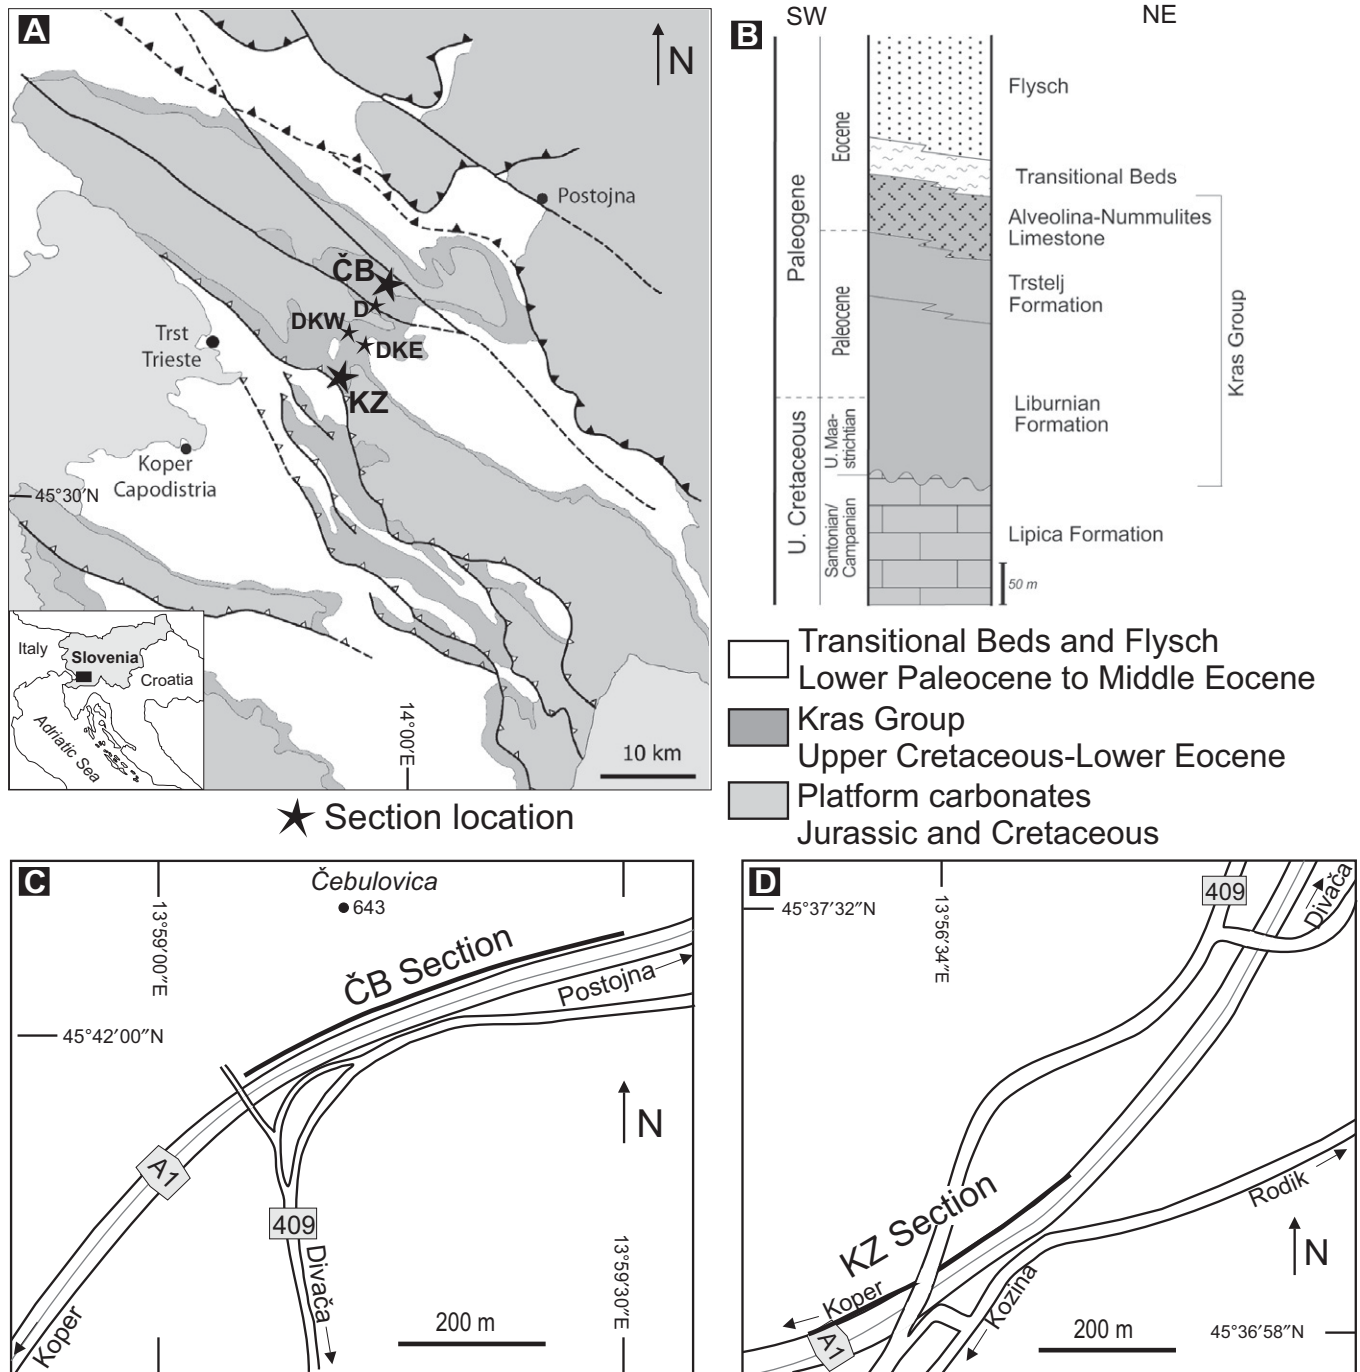 A
N
Postojna
ČB
D
DKW
DKE
Trst
Trieste
KZ
Koper
Capodistria
45°30′N
14°00′E
10 km
Italy
Slovenia
Croatia
Adriatic Sea
Section location
B
SW
NE
Paleogene
U. Cretaceous
Eocene
Paleocene
U. Maa-
strichtian
Santonian/
Campanian
Flysch
Transitional Beds
Alveolina-Nummulites
Limestone
Trstelj
Formation
Liburnian
Formation
Lipica Formation
Kras Group
50 m
Transitional Beds and Flysch
Lower Paleocene to Middle Eocene
Kras Group
Upper Cretaceous-Lower Eocene
Platform carbonates
Jurassic and Cretaceous
C
Čebulovica
643
13°59′00″E
ČB Section
Postojna
45°42′00″N
N
A1
409
Divača
Koper
13°59′30″E
200 m
D
409
Divača
45°37′32″N
13°56′34″E
KZ Section
Rodik
N
Koper
Kozina
A1
200 m
45°36′58″N